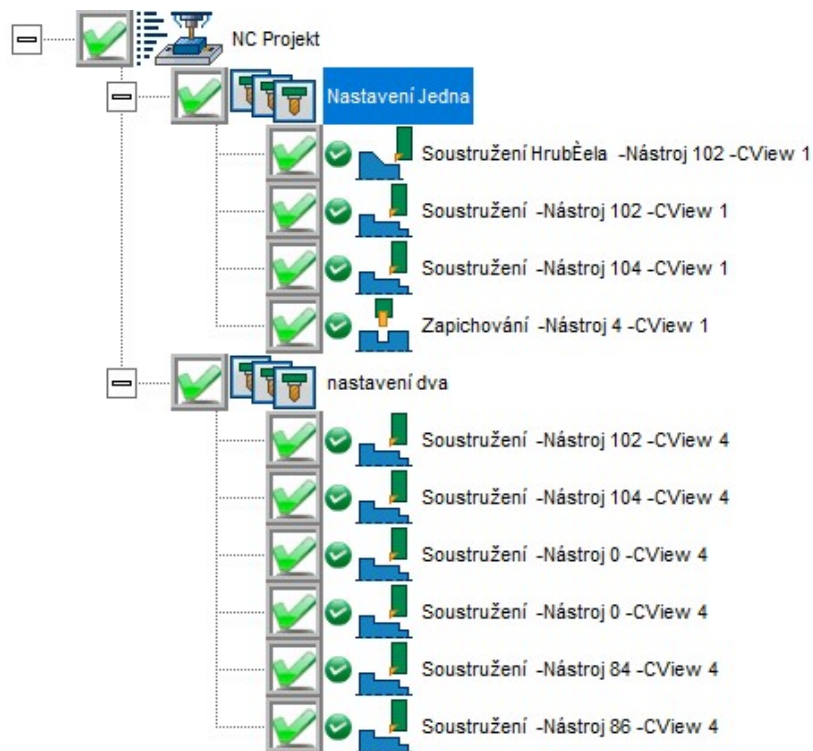 NC Projekt
Nastavení Jedna
Soustružení HrubÈela -Nástroj 102 -CView 1
Soustružení -Nástroj 102 -CView 1
Soustružení -Nástroj 104 -CView 1
Zapichování -Nástroj 4 -CView 1
nastavení dva
Soustružení -Nástroj 102 -CView 4
Soustružení -Nástroj 104 -CView 4
Soustružení -Nástroj 0 -CView 4
Soustružení -Nástroj 0 -CView 4
Soustružení -Nástroj 84 -CView 4
Soustružení -Nástroj 86 -CView 4